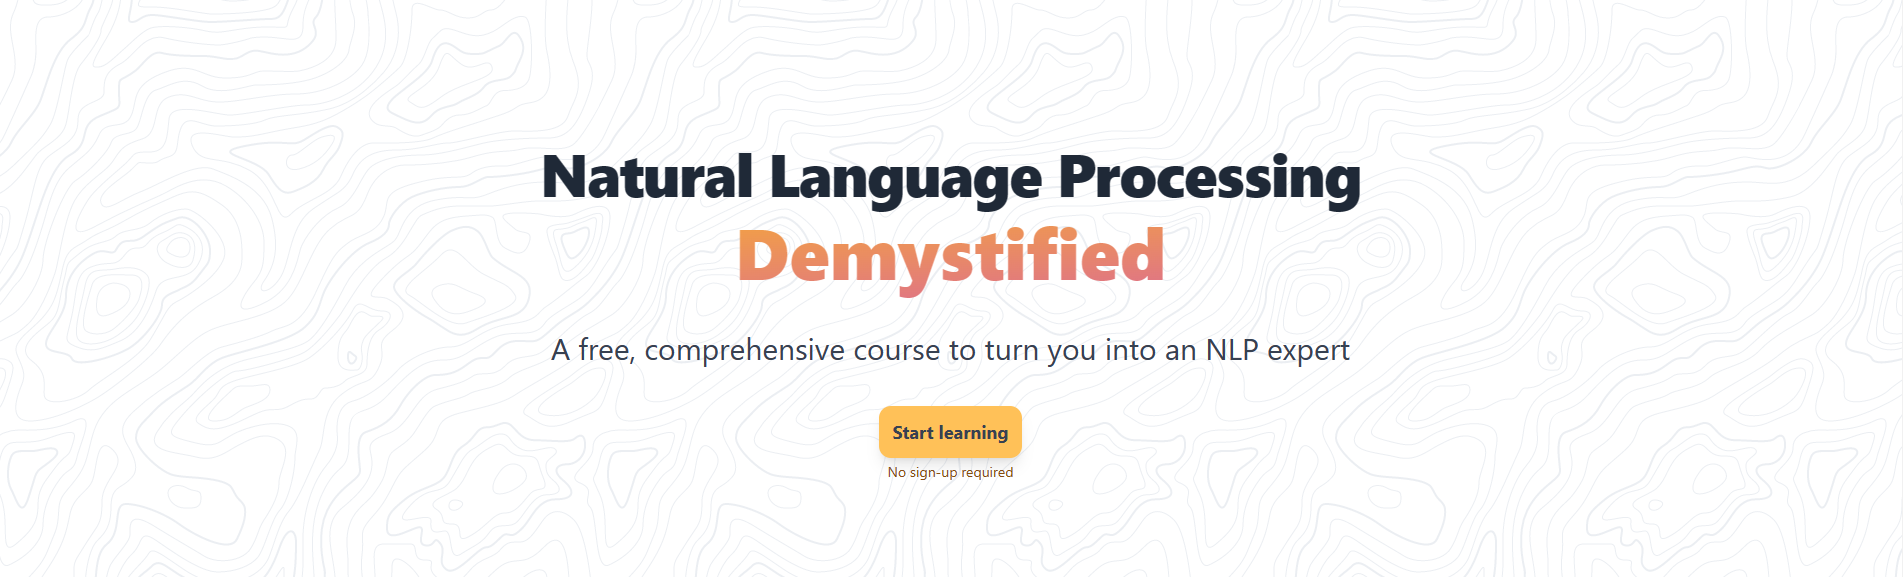 Natural Language Processing
Demystified
A free, comprehensive course to turn you into an NLP expert
Start learning
No sign-up required